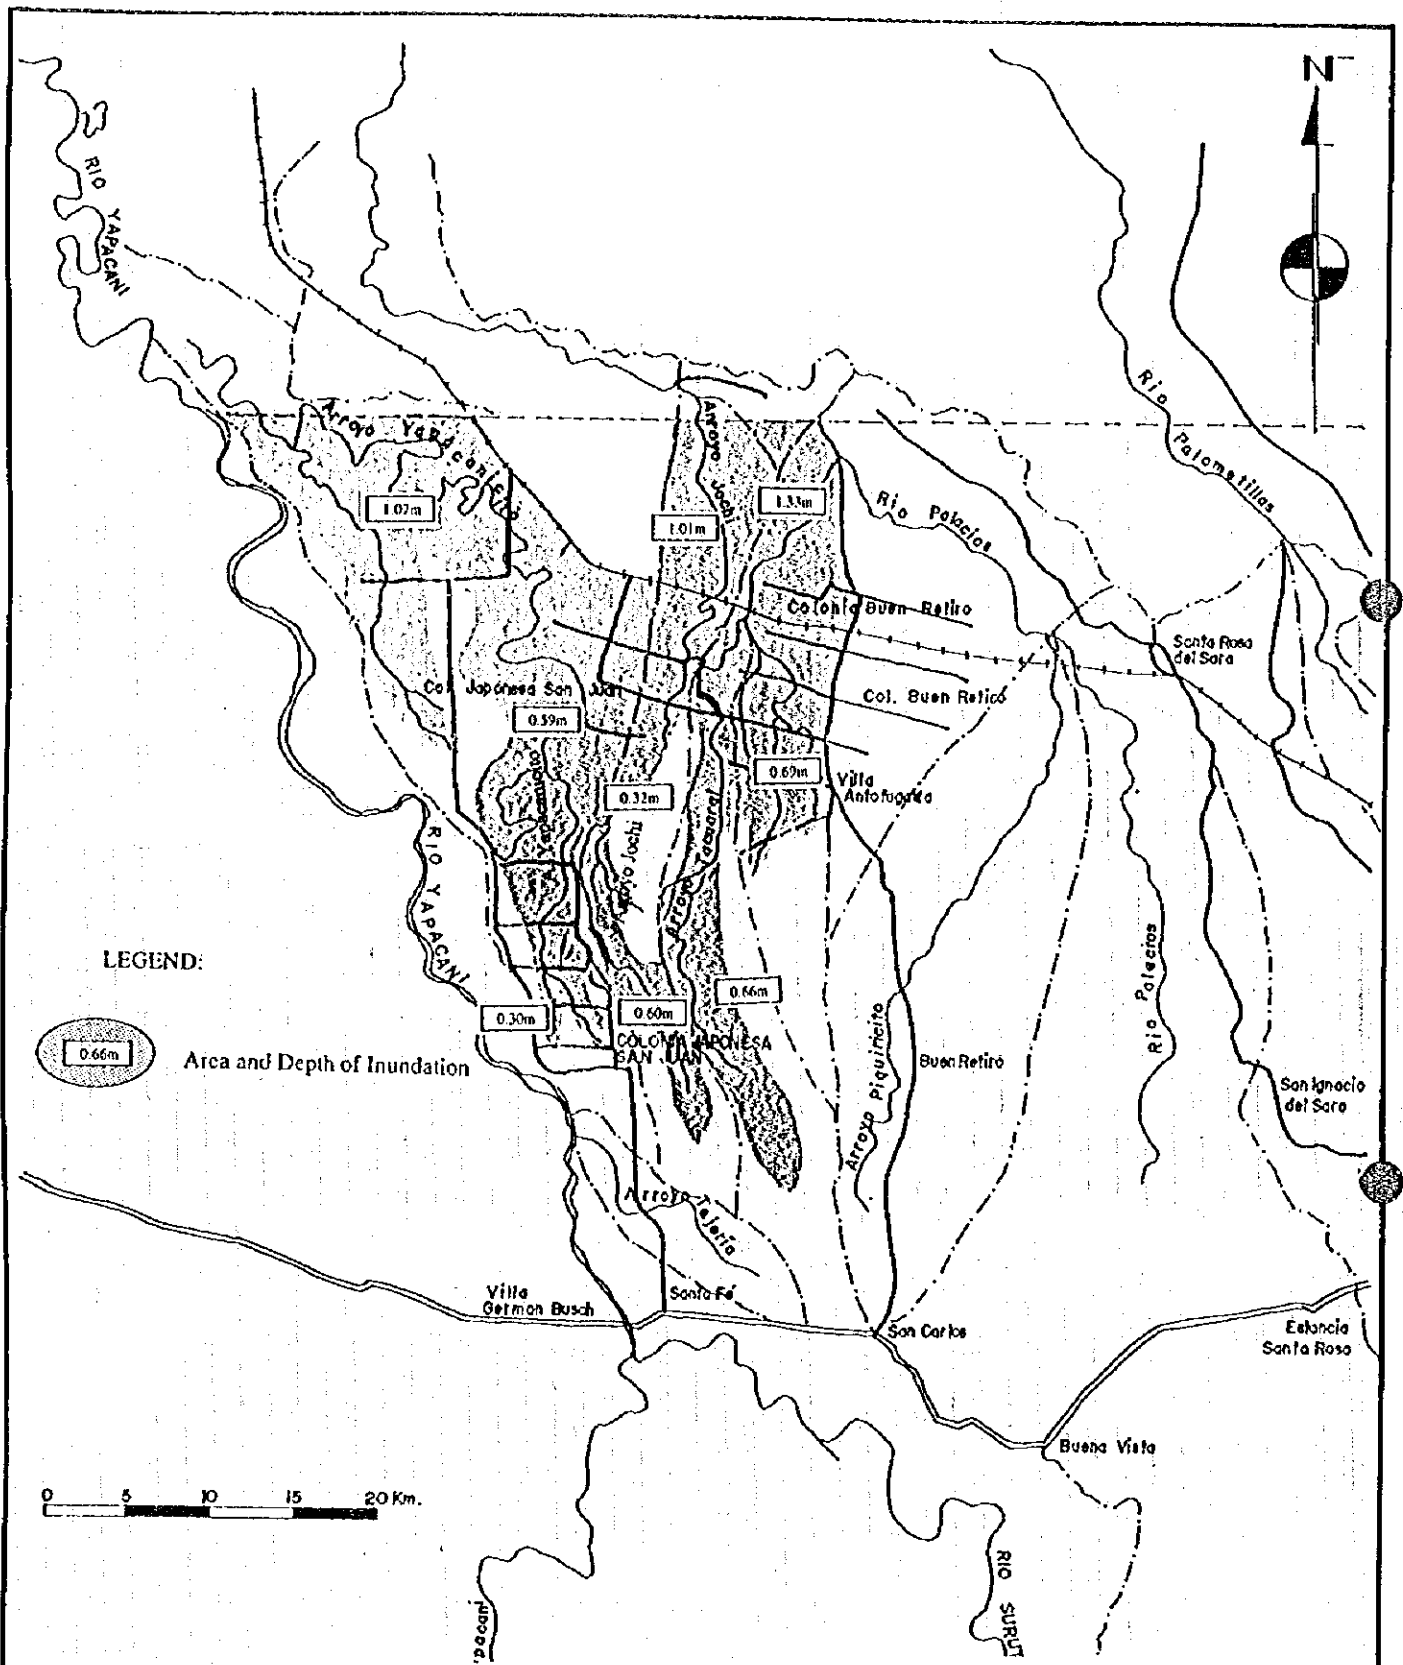 N
RIO YAPACANI
Arroyo Yapacanicito
Arroyo Jochi
Rio
Palometillas
1.07m
1.01m
1.33m
Rio Palacios
Colonia Buen Retiro
Santa Rosa
del Sara
Col. Japonesa San Juan
Col. Buen Retiro
0.59m
0.69m
0.32m
Villa
Antofagasta
Arroyo Jochi
RIO YAPACANI
LEGEND:
0.66m
Area and Depth of Inundation
0.66m
0.30m
0.60m
COLONIA JAPONESA
SAN JUAN
Arroyo Piquiricito
Buen Retiro
Rio Palacios
San Ignacio
del Sara
Arroyo Tejeria
Villa
German Busch
Santa Fé
San Carlos
Estancia
Santa Rosa
Buena Vista
0 5 10 15 20 Km.
RIO SURUT
apacani